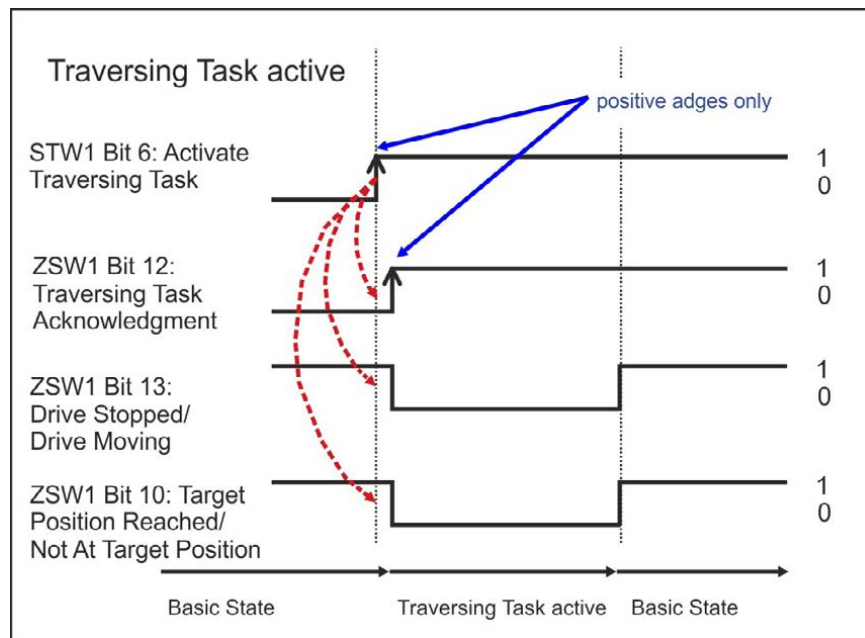 Traversing Task active
positive adges only
STW1 Bit 6: Activate
Traversing Task
1
0
ZSW1 Bit 12:
Traversing Task
Acknowledgment
1
0
ZSW1 Bit 13:
Drive Stopped/
Drive Moving
1
0
ZSW1 Bit 10: Target
Position Reached/
Not At Target Position
1
0
Basic State
Traversing Task active
Basic State